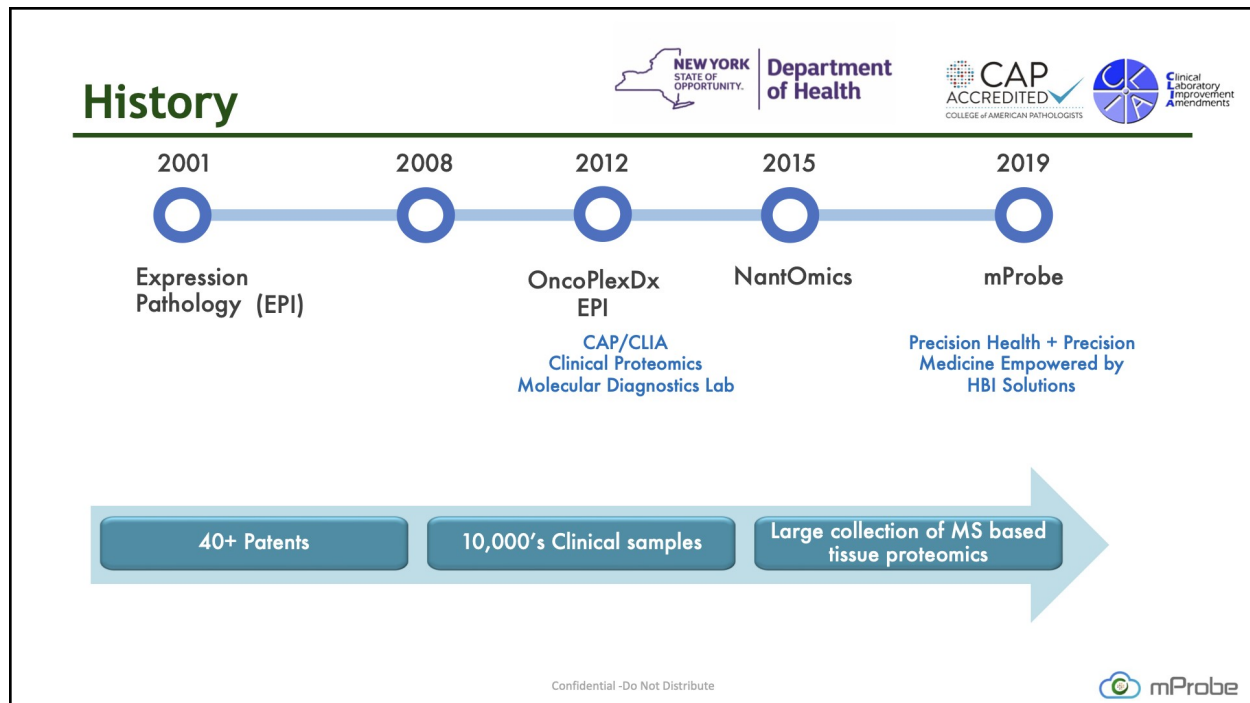 History
NEW YORK
STATE OF
OPPORTUNITY.
Department
of Health
CAP
ACCREDITED
COLLEGE of AMERICAN PATHOLOGISTS
CLIA
Clinical
Laboratory
Improvement
Amendments
2001
2008
2012
2015
2019
Expression
Pathology (EPI)
OncoPlexDx
EPI
CAP/CLIA
Clinical Proteomics
Molecular Diagnostics Lab
NantOmics
mProbe
Precision Health + Precision
Medicine Empowered by
HBI Solutions
40+ Patents
10,000's Clinical samples
Large collection of MS based
tissue proteomics
Confidential -Do Not Distribute
mProbe